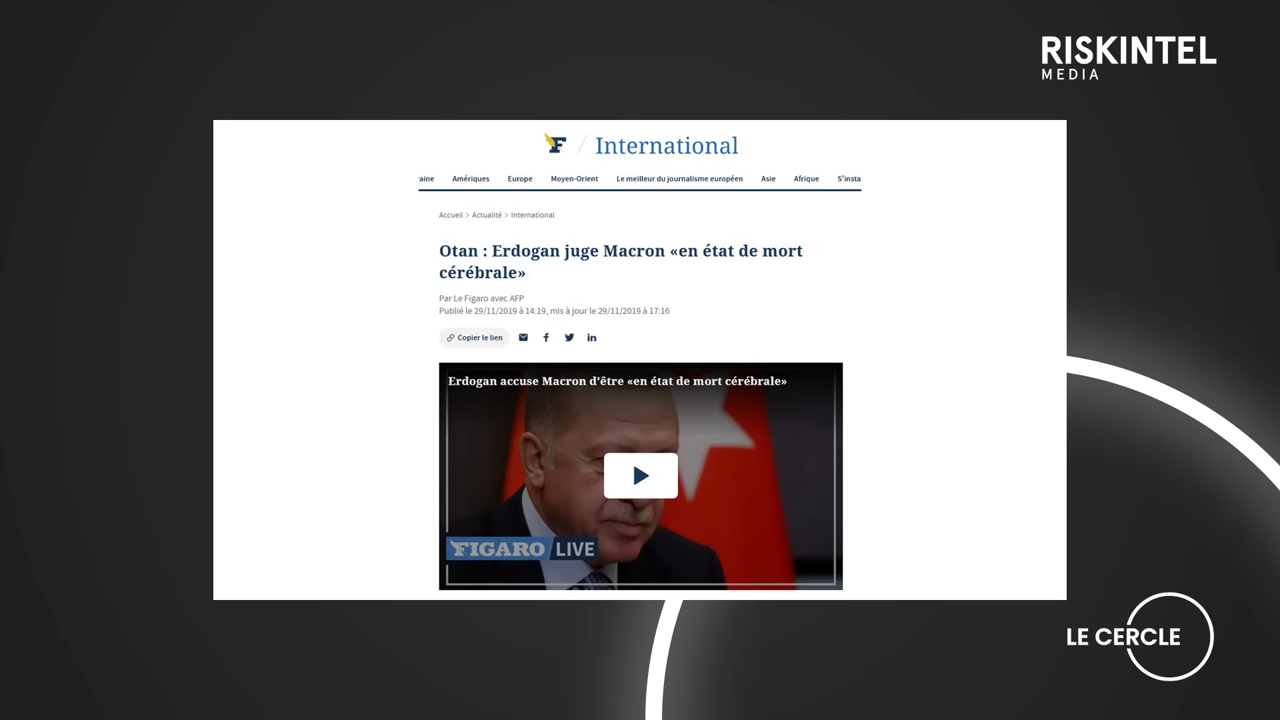 RISKINTEL
MEDIA
F / International
raine Amériques Europe Moyen-Orient Le meilleur du journalisme européen Asie Afrique S'insta
Accueil > Actualité > International
Otan : Erdogan juge Macron «en état de mort
cérébrale»
Par Le Figaro avec AFP
Publié le 29/11/2019 à 14:19, mis à jour le 29/11/2019 à 17:16
Copier le lien
Erdogan accuse Macron d'être «en état de mort cérébrale»
FIGARO LIVE
LE CERCLE